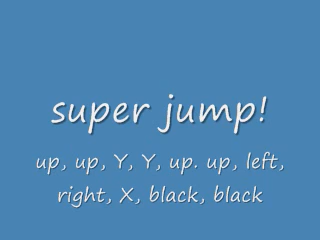 super jump!
up, up, Y, Y, up. up, left,
right, X, black, black